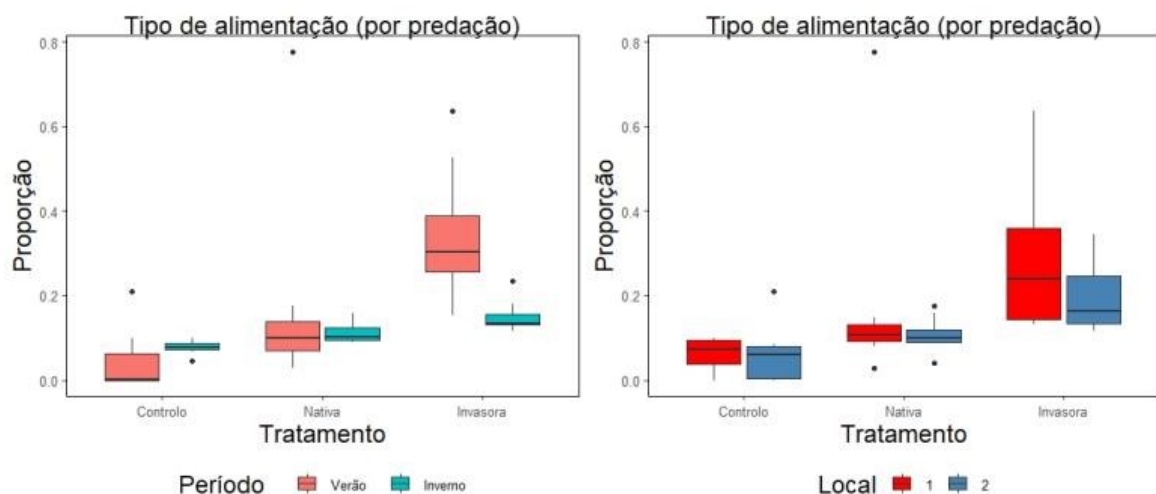 Tipo de alimentação (por predação)
0.8
0.6
0.4
0.2
0.0
Proporção
Controlo Nativa Invasora
Tratamento
Período Verão Inverno
Tipo de alimentação (por predação)
0.8
0.6
0.4
0.2
0.0
Proporção
Controlo Nativa Invasora
Tratamento
Local 1 2